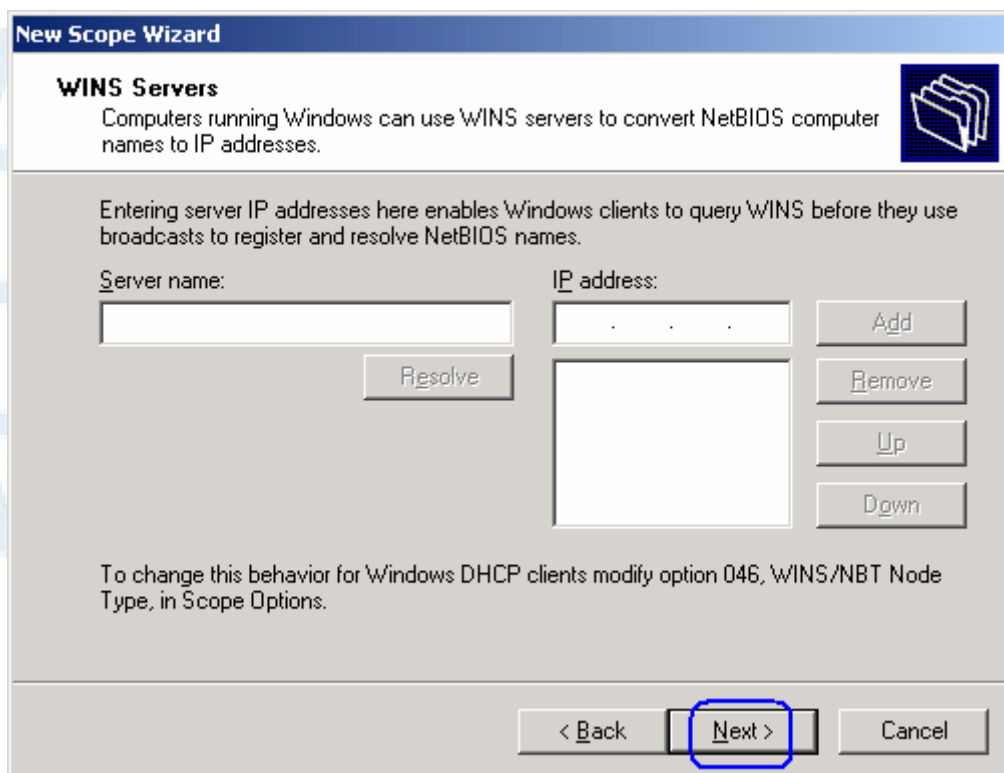 New Scope Wizard
WINS Servers
Computers running Windows can use WINS servers to convert NetBIOS computer
names to IP addresses.
Entering server IP addresses here enables Windows clients to query WINS before they use
broadcasts to register and resolve NetBIOS names.
Server name:
IP address:
. . .
Add
Resolve
Remove
Up
Down
To change this behavior for Windows DHCP clients modify option 046, WINS/NBT Node
Type, in Scope Options.
< Back
Next >
Cancel